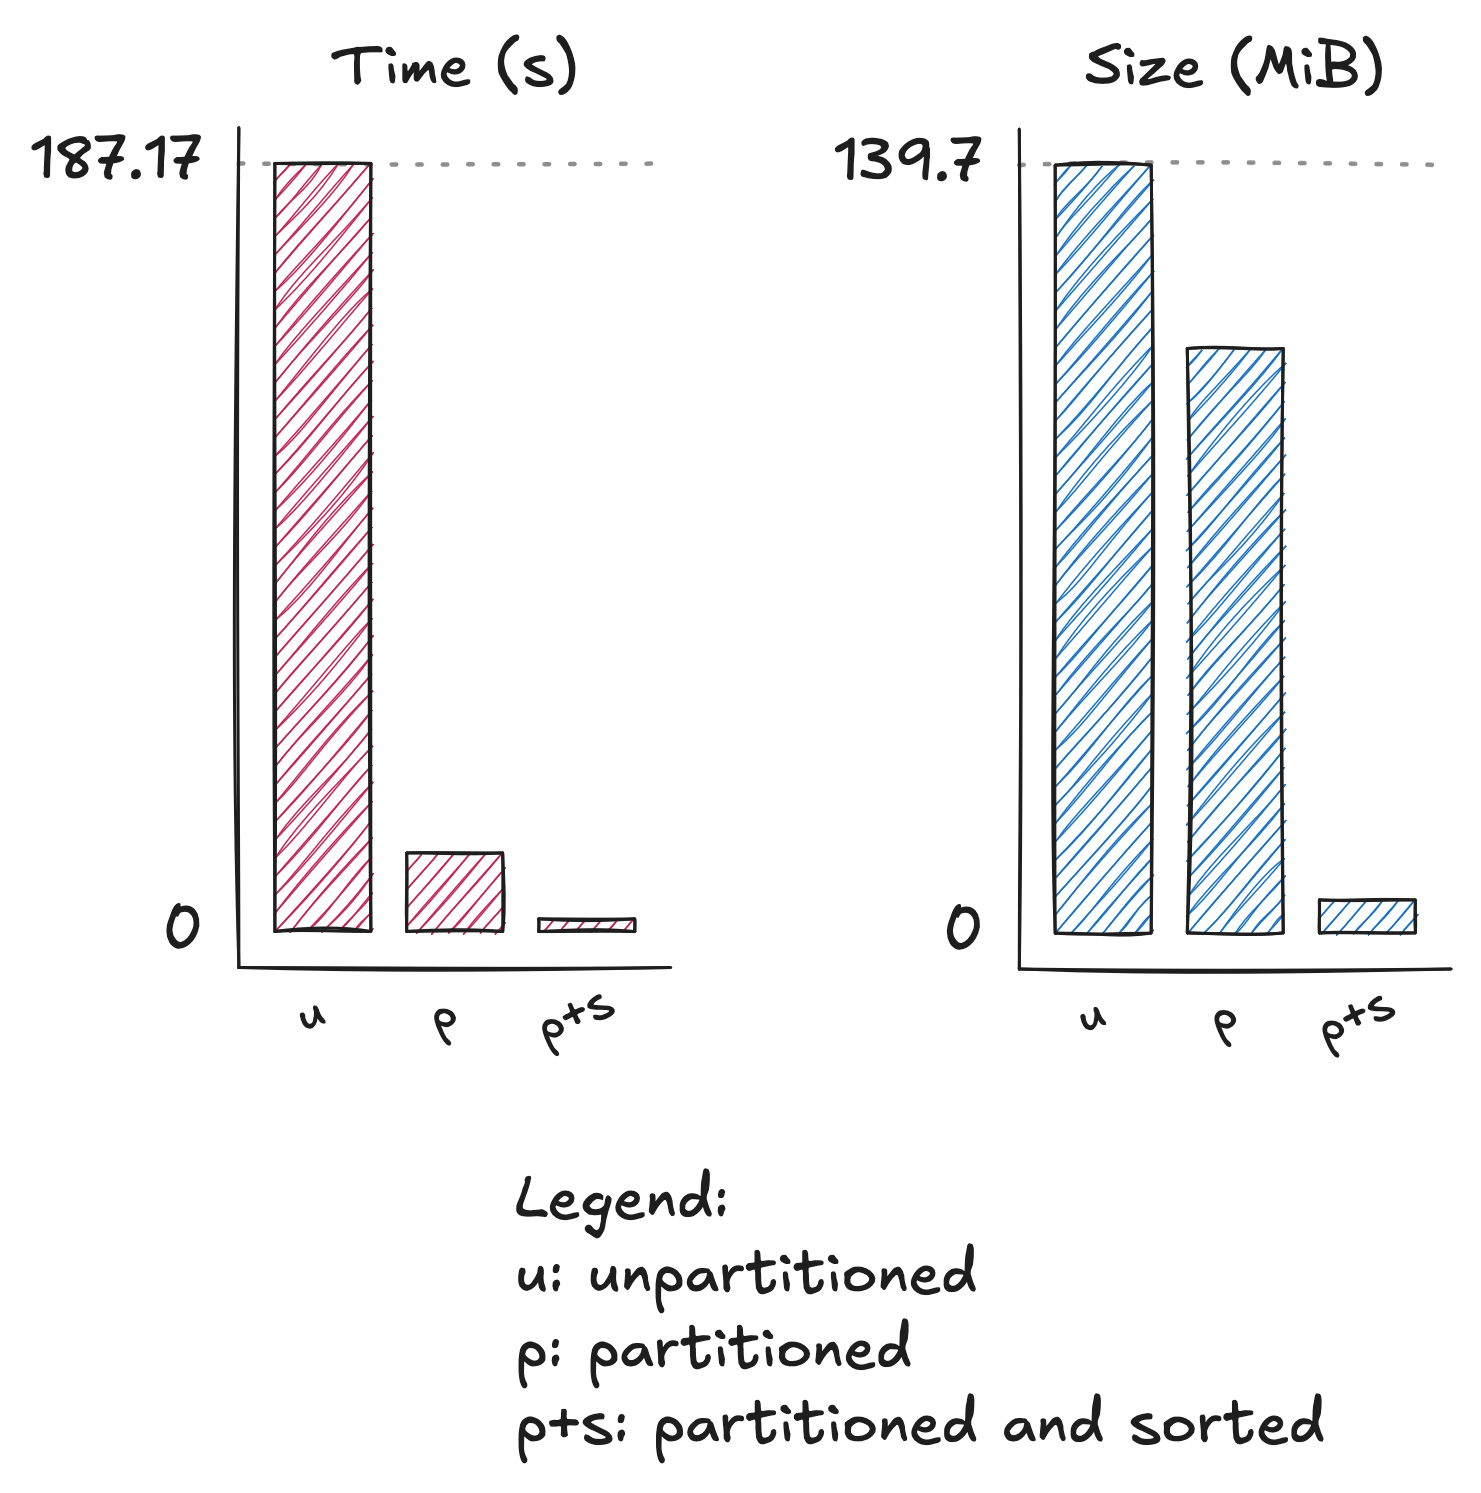 Time (s)
187.17
0
u
p
p+s
Size (MiB)
139.7
0
u
p
p+s
Legend:
u: unpartitioned
p: partitioned
p+s: partitioned and sorted